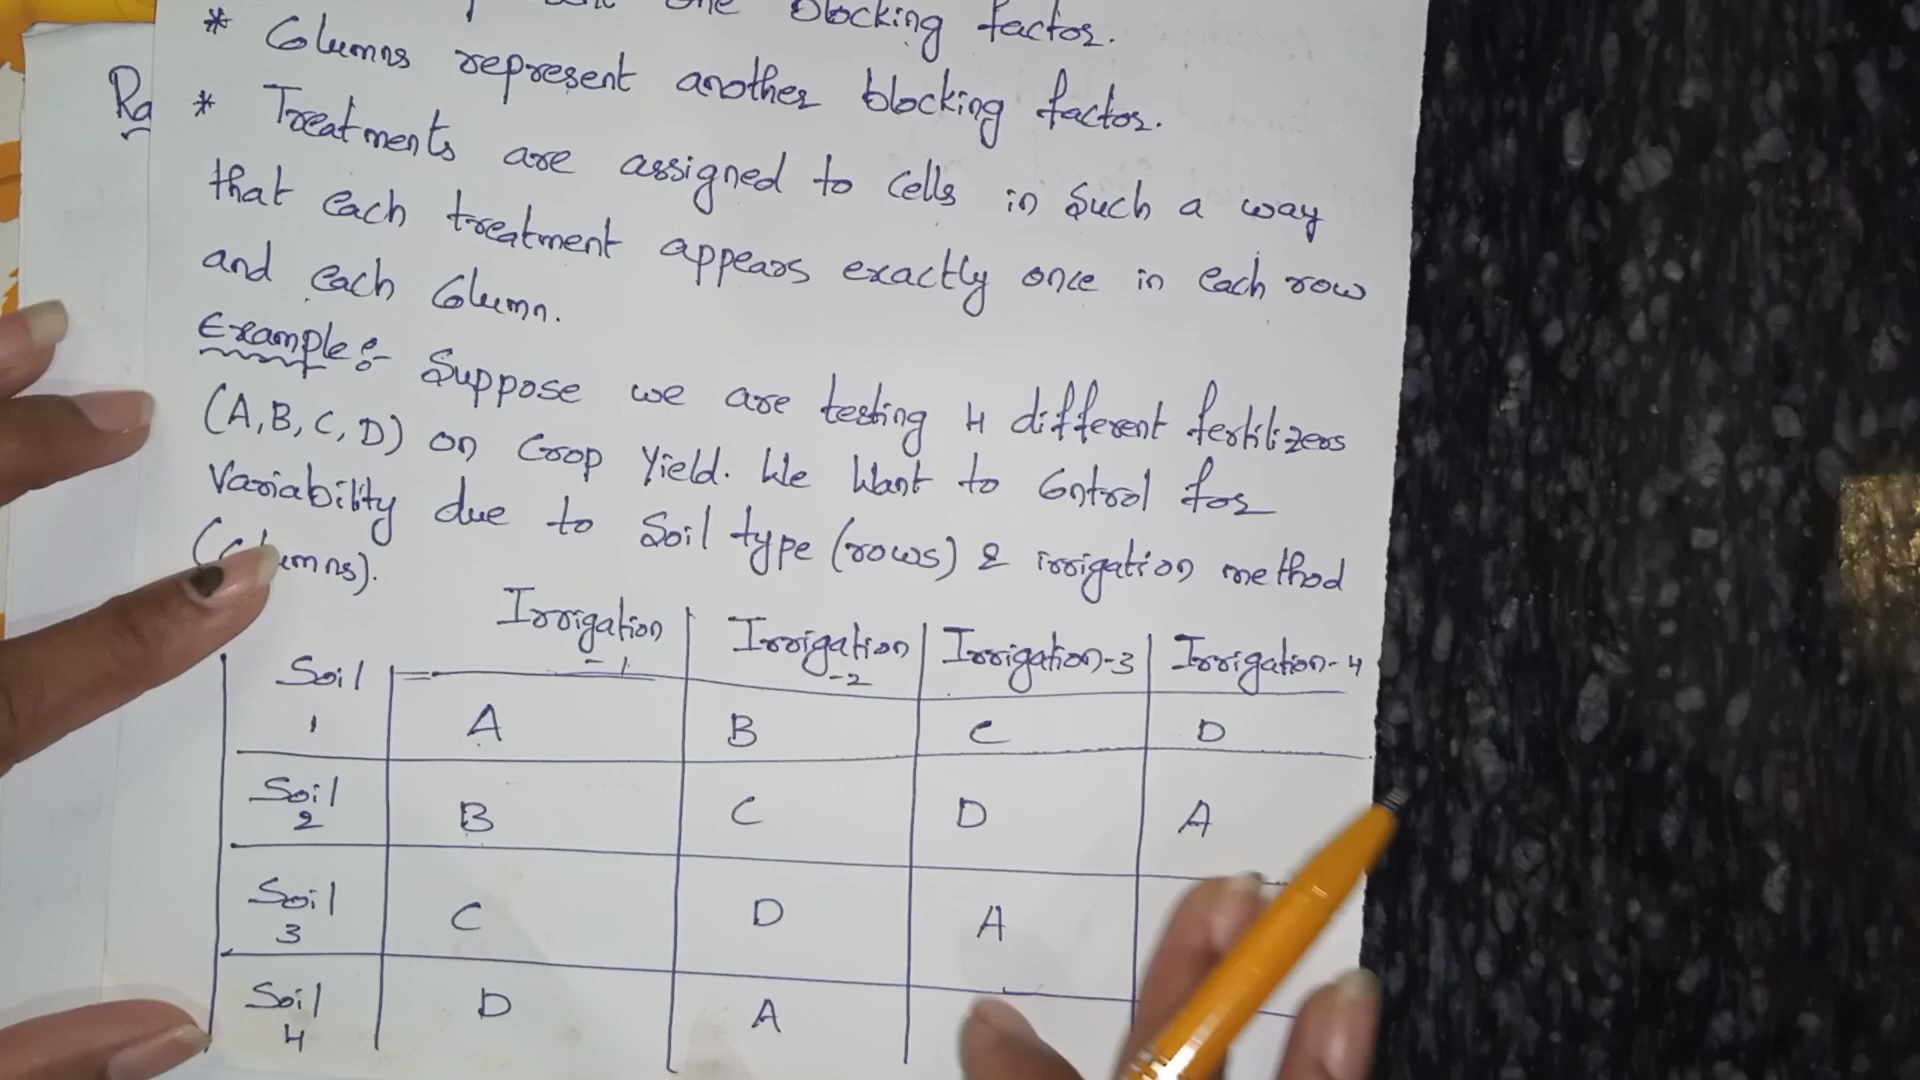 one blocking factor.
* Columns represent another blocking factor.
Ra
* Treatments are assigned to cells in such a way
that each treatment appears exactly once in each row
and each Column.
Example:- Suppose we are testing 4 different fertilizers
(A, B, C, D) on Crop Yield. We Want to Control for
Variability due to Soil type (rows) & irrigation method
umns).
Irrigation-1 Irrigation-2 Irrigation-3 Irrigation-4
Soil 1 A B C D
Soil 2 B C D A
Soil 3 C D A
Soil 4 D A